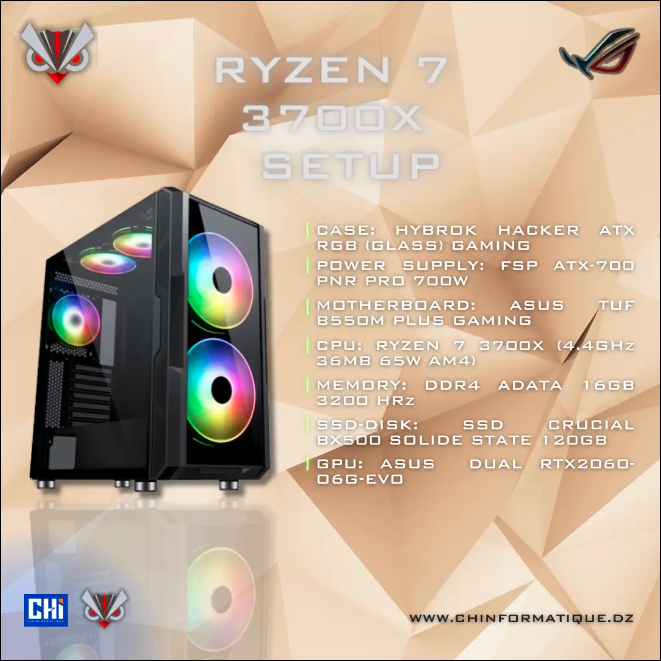 RYZEN 7
3700X
SETUP
CASE: HYBROK HACKER ATX
RGB (GLASS) GAMING
POWER SUPPLY: FSP ATX-700
PNR PRO 700W
MOTHERBOARD: ASUS TUF
B550M PLUS GAMING
CPU: RYZEN 7 3700X (4.4GHz
36MB 65W AM4)
MEMORY: DDR4 ADATA 16GB
3200 HRz
SSD-DISK: SSD CRUCIAL
BX500 SOLIDE STATE 120GB
GPU: ASUS DUAL RTX2060-
06G-EVO
CHi
WWW.CHINFORMATIQUE.DZ